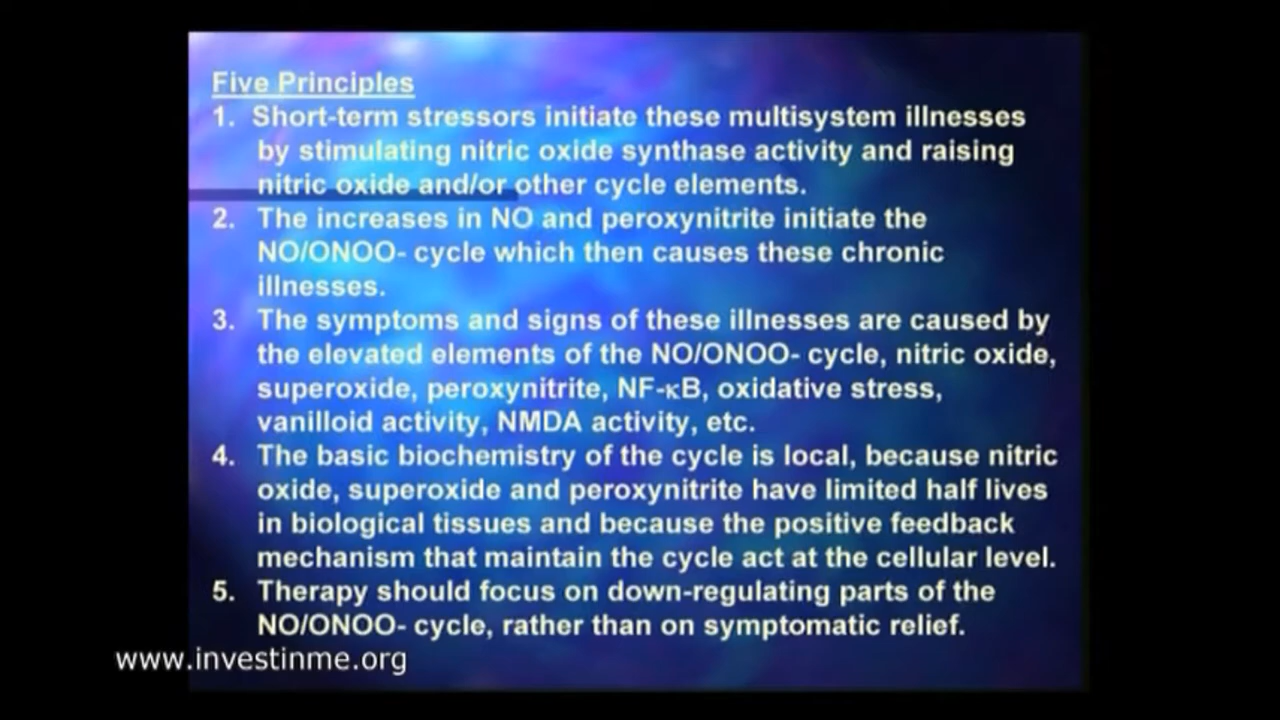 Five Principles
1. Short-term stressors initiate these multisystem illnesses
by stimulating nitric oxide synthase activity and raising
nitric oxide and/or other cycle elements.
2. The increases in NO and peroxynitrite initiate the
NO/ONOO- cycle which then causes these chronic
illnesses.
3. The symptoms and signs of these illnesses are caused by
the elevated elements of the NO/ONOO- cycle, nitric oxide,
superoxide, peroxynitrite, NF-κB, oxidative stress,
vanilloid activity, NMDA activity, etc.
4. The basic biochemistry of the cycle is local, because nitric
oxide, superoxide and peroxynitrite have limited half lives
in biological tissues and because the positive feedback
mechanism that maintain the cycle act at the cellular level.
5. Therapy should focus on down-regulating parts of the
NO/ONOO- cycle, rather than on symptomatic relief.
www.investinme.org